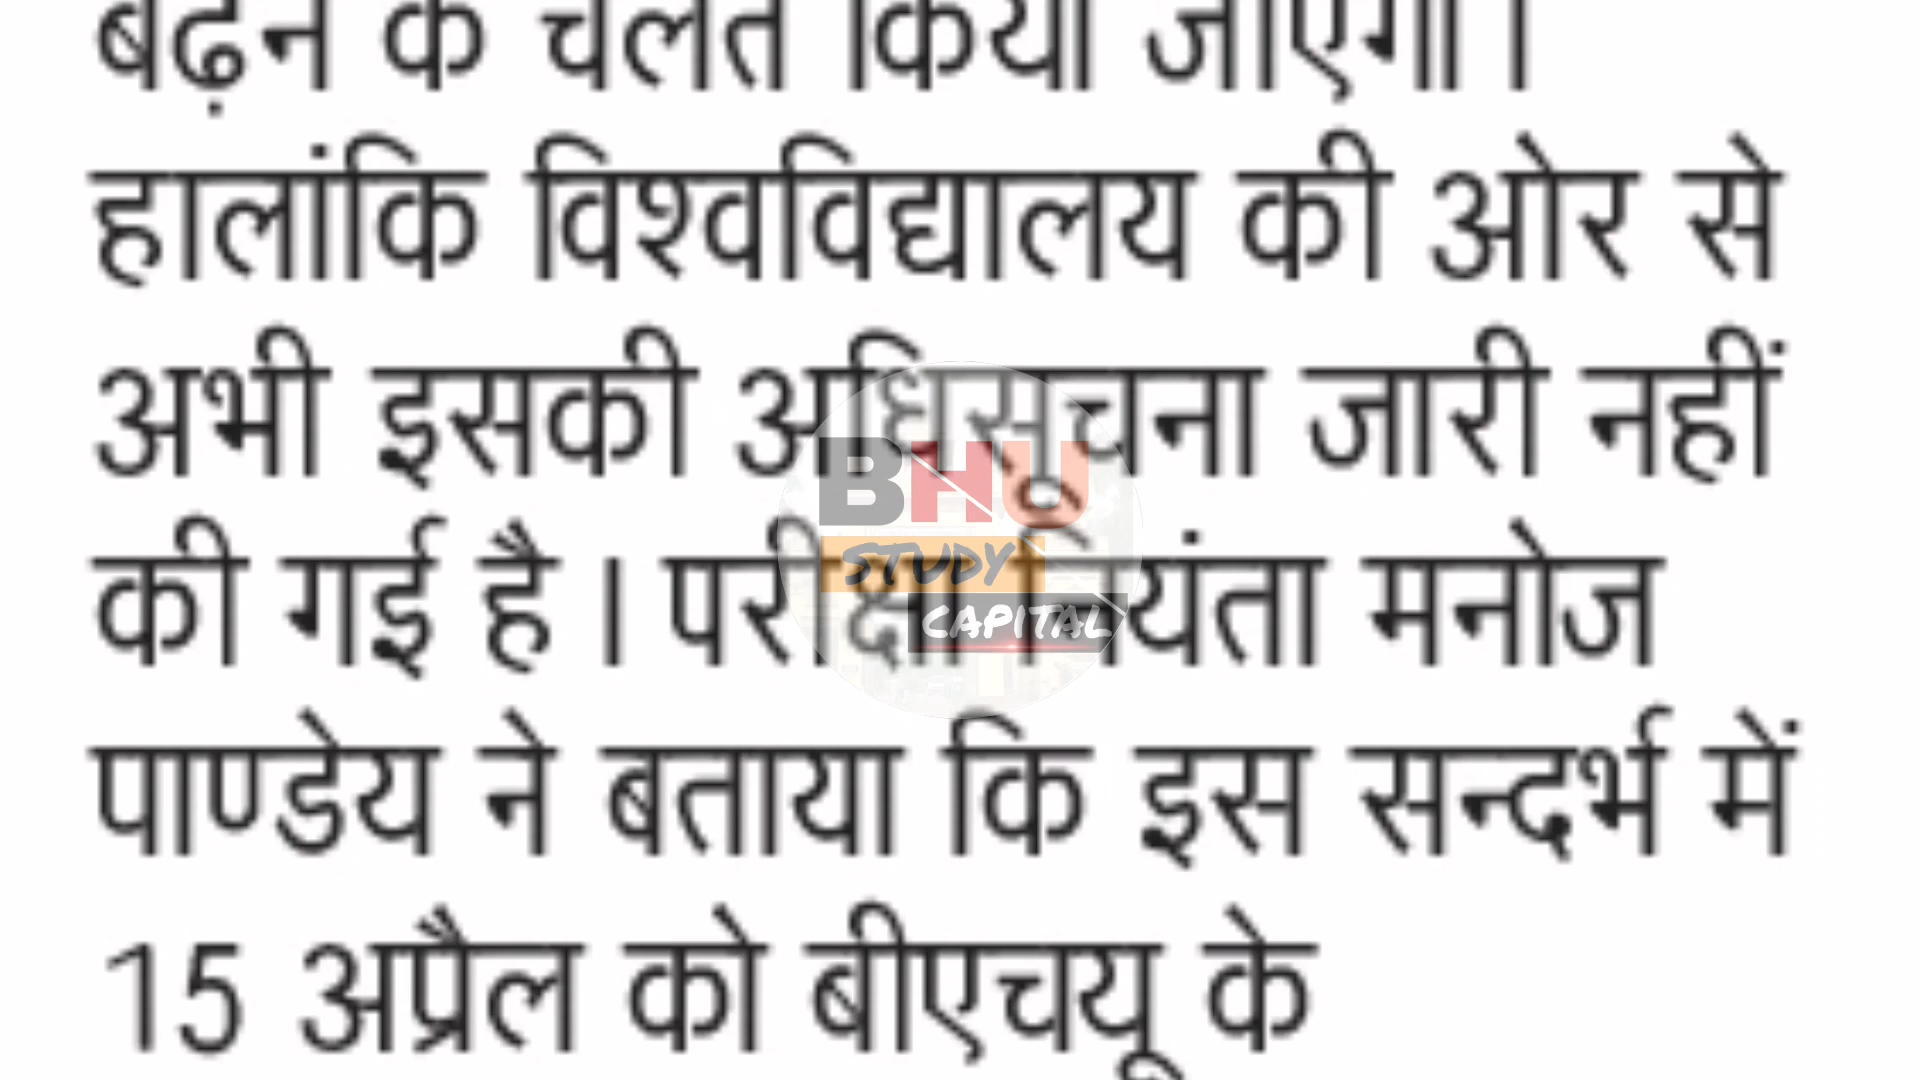 बढ़ने के चलते किया जाएगा।
हालांकि विश्वविद्यालय की ओर से
अभी इसकी अधिसूचना जारी नहीं
की गई है । परीक्षा नियंता मनोज
पाण्डेय ने बताया कि इस सन्दर्भ में
15 अप्रैल को बीएचयू के
BHU
STUDY
CAPITAL